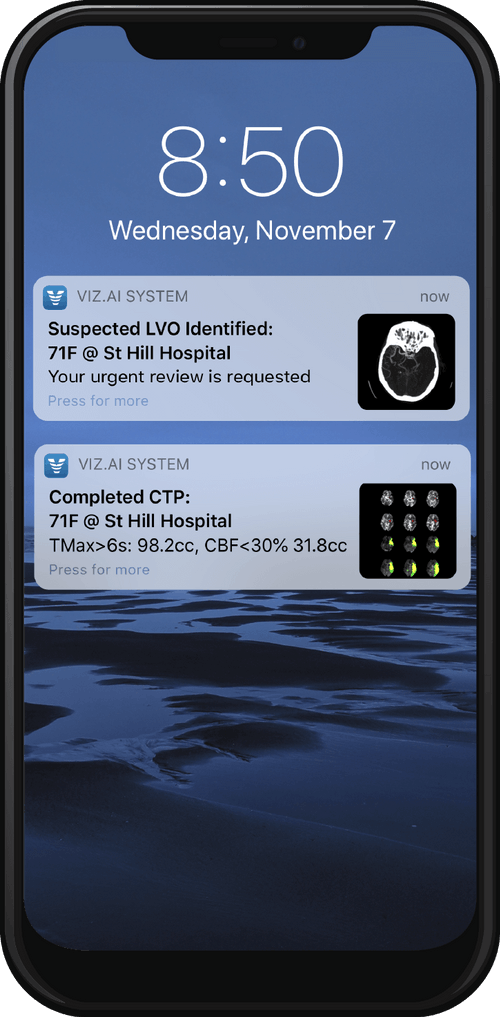 8:50
Wednesday, November 7
VIZ.AI SYSTEM now
Suspected LVO Identified:
71F @ St Hill Hospital
Your urgent review is requested
Press for more
VIZ.AI SYSTEM now
Completed CTP:
71F @ St Hill Hospital
TMax>6s: 98.2cc, CBF<30% 31.8cc
Press for more